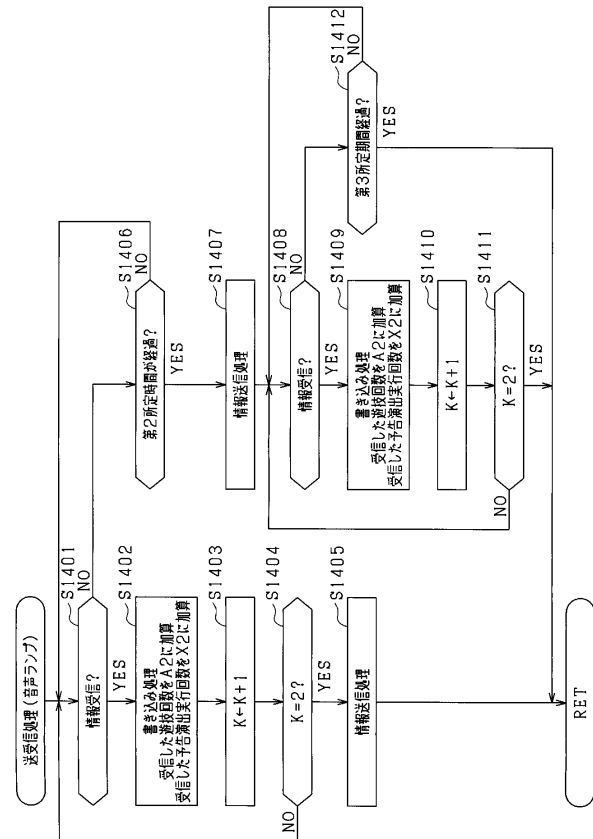 送受信処理(音声ランプ)
S1401
情報受信?
NO
YES
S1402
書き込み処理
受信した遊技回数をA2に加算
受信した予告演出実行回数をX2に加算
S1403
K←K+1
S1404
K=2?
NO
YES
S1405
情報送信処理
RET
S1406
第2所定時間が経過?
NO
YES
S1407
情報送信処理
S1408
情報受信?
NO
YES
S1409
書き込み処理
受信した遊技回数をA2に加算
受信した予告演出実行回数をX2に加算
S1410
K←K+1
S1411
K=2?
NO
YES
S1412
第3所定期間経過?
NO
YES